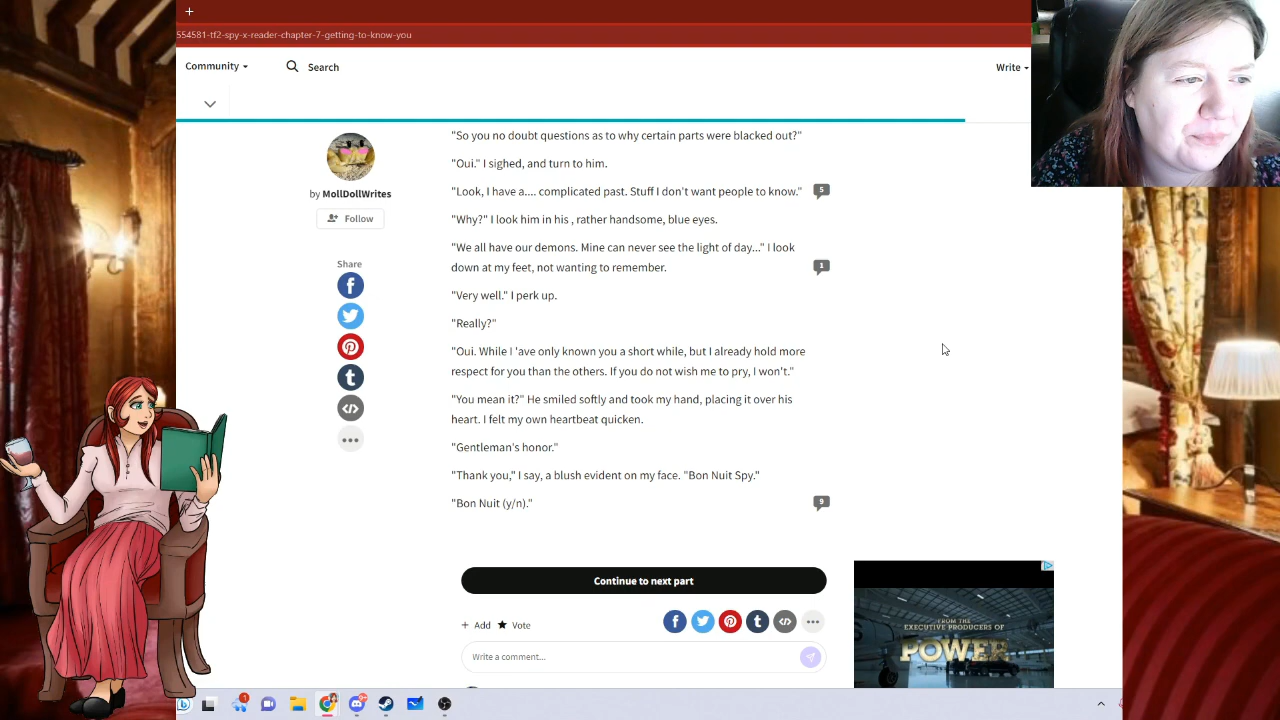 +
554581-tf2-spy-x-reader-chapter-7-getting-to-know-you
Community
Search
Write
"So you no doubt questions as to why certain parts were blacked out?"
"Oui." I sighed, and turn to him.
by MollDollWrites
"Look, I have a.... complicated past. Stuff I don't want people to know."
5
Follow
"Why?" I look him in his , rather handsome, blue eyes.
"We all have our demons. Mine can never see the light of day..." I look
down at my feet, not wanting to remember.
1
Share
"Very well." I perk up.
"Really?"
"Oui. While I 'ave only known you a short while, but I already hold more
respect for you than the others. If you do not wish me to pry, I won't."
"You mean it?" He smiled softly and took my hand, placing it over his
heart. I felt my own heartbeat quicken.
"Gentleman's honor."
"Thank you," I say, a blush evident on my face. "Bon Nuit Spy."
"Bon Nuit (y/n)."
9
Continue to next part
+ Add ★ Vote
Write a comment...
FROM THE
EXECUTIVE PRODUCERS OF
POWER